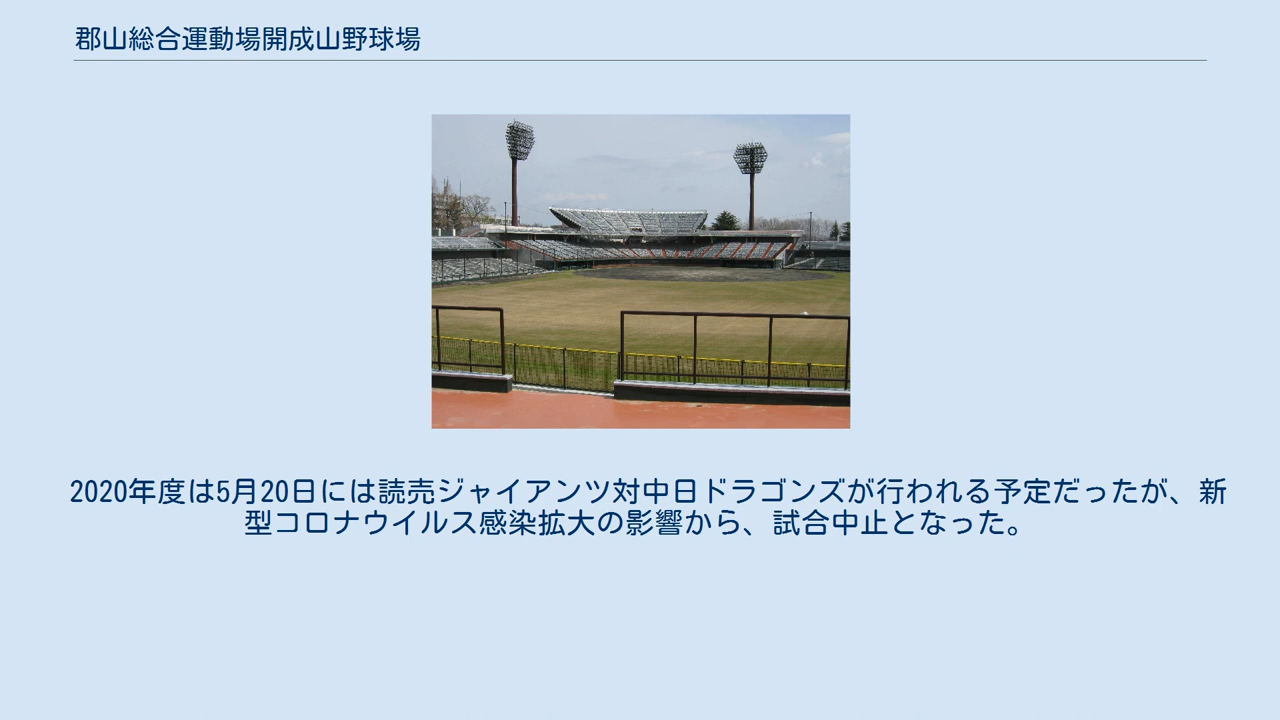 郡山総合運動場開成山野球場
2020年度は5月20日には読売ジャイアンツ対中日ドラゴンズが行われる予定だったが、新
型コロナウイルス感染拡大の影響から、試合中止となった。